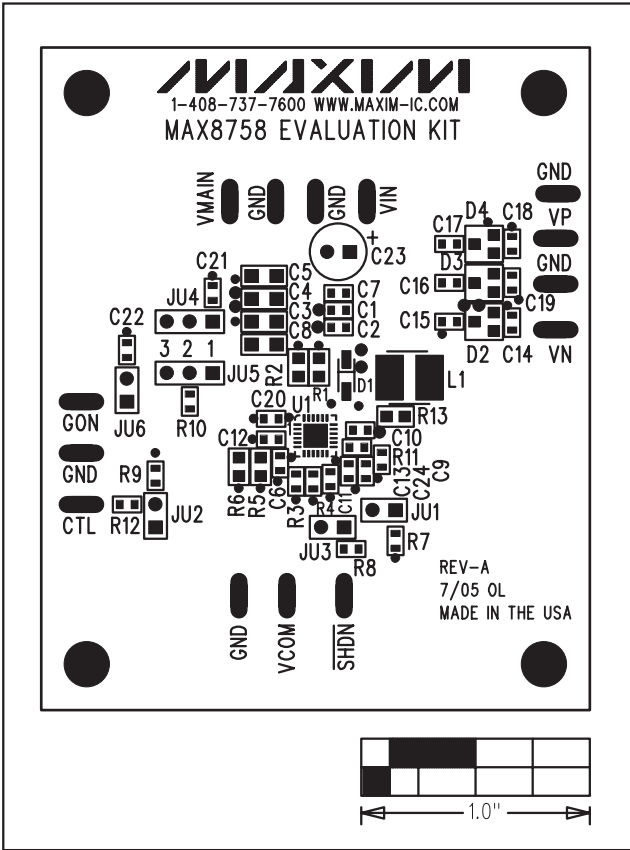 MAXIM
1-408-737-7600 WWW.MAXIM-IC.COM
MAX8758 EVALUATION KIT
VMAIN
GND
GND
VIN
GND
VP
GND
VN
C17
D4
C18
D3
C16
C19
C15
D2
C14
+
C23
C21
C5
C4
C3
C8
C7
C1
C2
JU4
C22
3 2 1
JU5
R2
R1
D1
L1
JU6
R10
C20
U1
R13
GON
GND
CTL
C12
C10
R11
R9
R12
JU2
R6
R5
C6
R3
R4
C11
C13
C24
C9
JU1
JU3
R8
R7
GND
VCOM
SHDN
REV-A
7/05 OL
MADE IN THE USA
1.0"